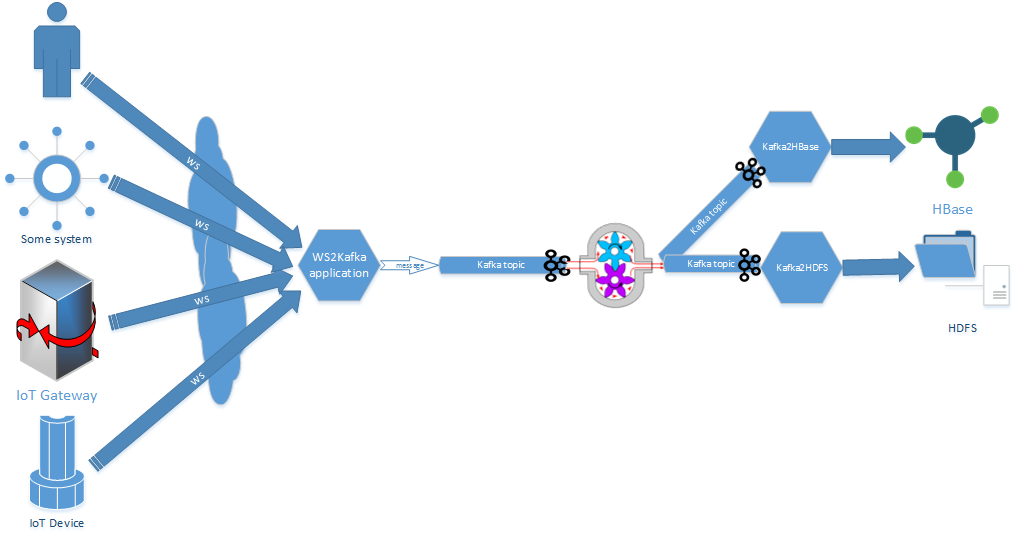 WS
Some system
WS
IoT Gateway
WS
IoT Device
WS
WS2Kafka
application
message
Kafka topic
Kafka topic
Kafka2HBase
HBase
Kafka topic
Kafka2HDFS
HDFS